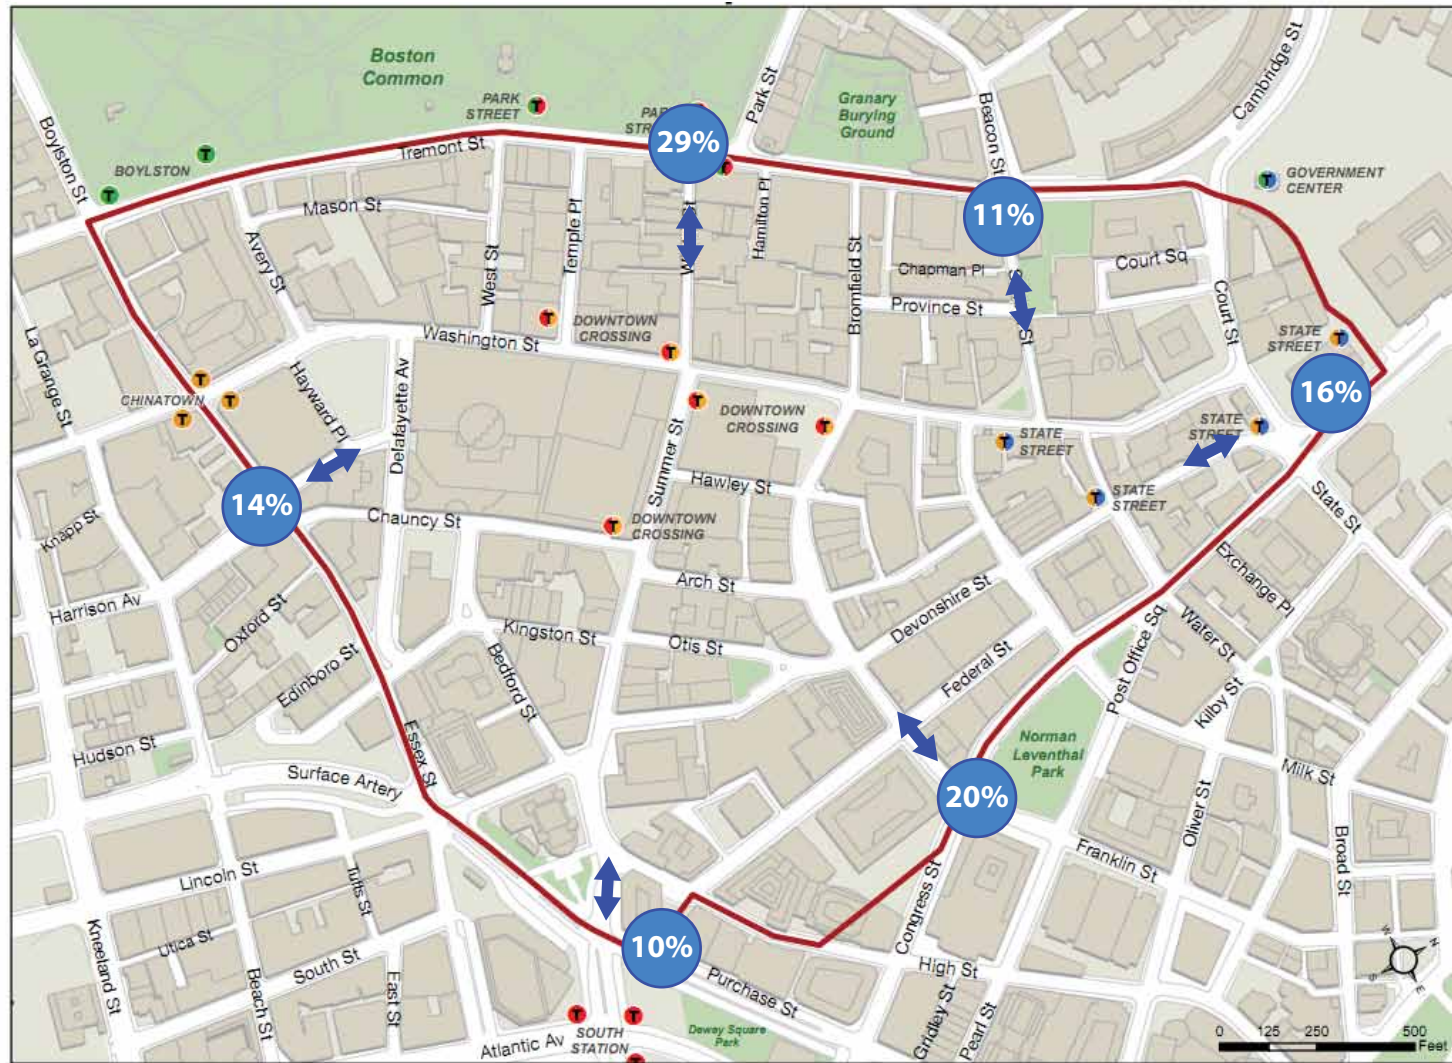 Boston
Common
PARK
STREET
Park St
Granary
Burying
Ground
Beacon St
Cambridge St
Boylston St
BOYLSTON
Tremont St
29%
GOVERNMENT
CENTER
Mason St
Avery St
West St
Temple Pl
Hamilton Pl
Bromfield St
11%
Chapman Pl
Province St
St
Court Sq
Court St
La Grange St
Washington St
DOWNTOWN
CROSSING
STATE
STREET
16%
CHINATOWN
Hayward Pl
Delafayette Av
Summer St
DOWNTOWN
CROSSING
STATE
STREET
STATE
STREET
STATE
STREET
State St
14%
Knapp St
Chauncy St
Hawley St
DOWNTOWN
CROSSING
Arch St
Harrison Av
Oxford St
Kingston St
Otis St
Devonshire St
Exchange Pl
Water St
Post Office Sq
Edinboro St
Bedford St
Federal St
Kilby St
Hudson St
Essex St
Surface Artery
Norman
Leventhal
Park
Milk St
20%
Oliver St
Broad St
Lincoln St
Tufts St
Franklin St
Kneeland St
Utica St
Beach St
South St
East St
10%
Congress St
High St
Purchase St
Gridley St
Pearl St
Dewey Square
Park
SOUTH
STATION
Atlantic Av
W
N
S
E
0 125 250 500
Feet